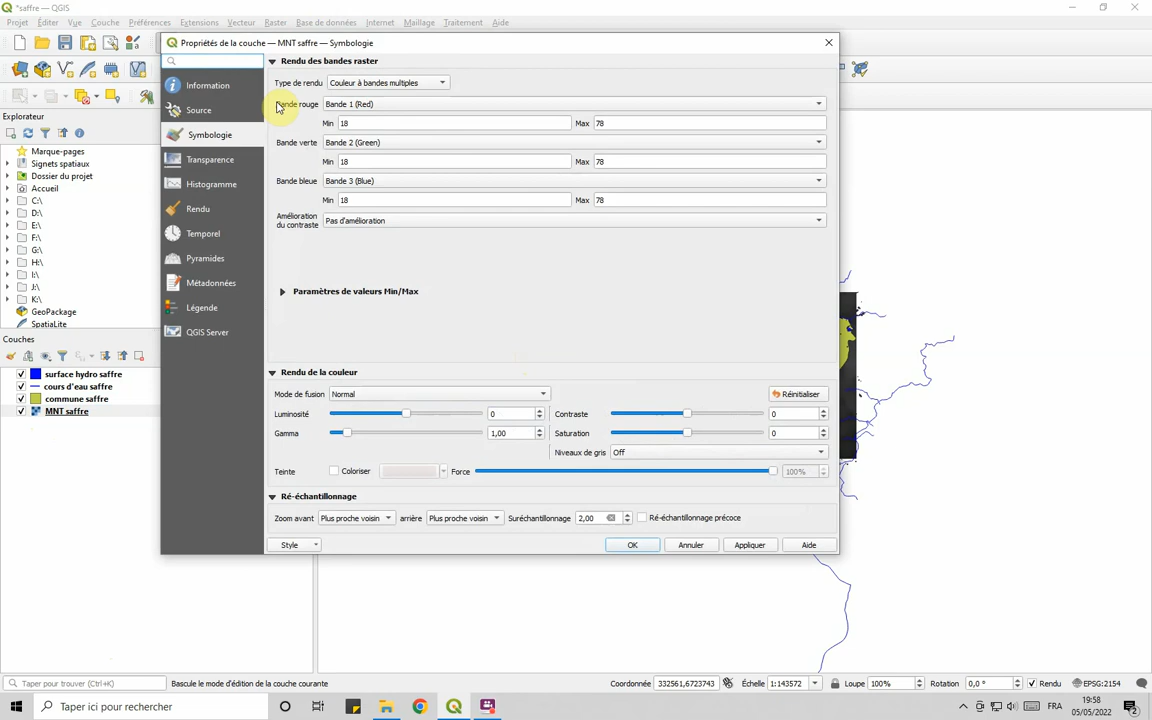 *saffre — QGIS
Projet Éditer Vue Couche Préférences Extensions Vecteur Raster Base de données Internet Maillage Traitement Aide
Propriétés de la couche — MNT saffre — Symbologie
Information
Source
Symbologie
Transparence
Histogramme
Rendu
Temporel
Pyramides
Métadonnées
Légende
QGIS Server
Rendu des bandes raster
Type de rendu Couleur à bandes multiples
Bande rouge Bande 1 (Red)
Min 18 Max 78
Bande verte Bande 2 (Green)
Min 18 Max 78
Bande bleue Bande 3 (Blue)
Min 18 Max 78
Amélioration
du contraste Pas d'amélioration
Paramètres de valeurs Min/Max
Rendu de la couleur
Mode de fusion Normal Réinitialiser
Luminosité 0 Contraste 0
Gamma 1,00 Saturation 0
Niveaux de gris Off
Teinte Coloriser Force 100%
Ré-échantillonnage
Zoom avant Plus proche voisin arrière Plus proche voisin Suréchantillonnage 2,00 Ré-échantillonnage précoce
Style OK Annuler Appliquer Aide
Explorateur
Marque-pages
Signets spatiaux
Dossier du projet
Accueil
C:\
D:\
E:\
F:\
G:\
H:\
I:\
J:\
K:\
GeoPackage
SpatiaLite
Couches
surface hydro saffre
cours d'eau saffre
commune saffre
MNT saffre
Taper pour trouver (Ctrl+K) Bascule le mode d'édition de la couche courante Coordonnée 332561,6723743 Échelle 1:143572 Loupe 100% Rotation 0,0 ° Rendu EPSG:2154
Taper ici pour rechercher FRA 19:58
05/05/2022 2